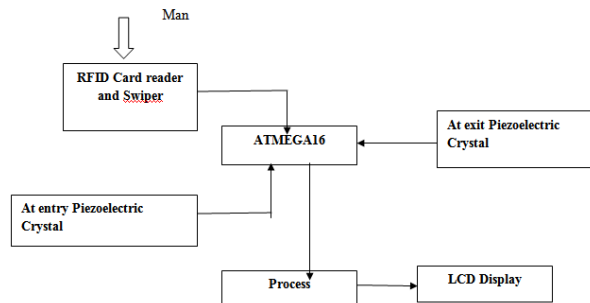 Man
RFID Card reader
and Swiper
ATMEGA16
At exit Piezoelectric
Crystal
At entry Piezoelectric
Crystal
Process
LCD Display